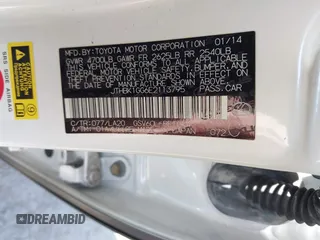 MFD.BY:TOYOTA MOTOR CORPORATION 01/14
GVWR 4700LB GAWR FR 2625LB RR 2540LB
THIS VEHICLE CONFORMS TO ALL APPLICABLE
FEDERAL MOTOR VEHICLE SAFETY, BUMPER, AND
THEFT PREVENTION STANDARDS IN EFFECT ON
THE DATE OF MANUFACTURE SHOWN ABOVE.
PASS.CAR
C/TR:077/LA20
JAPAN 072
SRS SIDE AIRBAG
DREAMBID